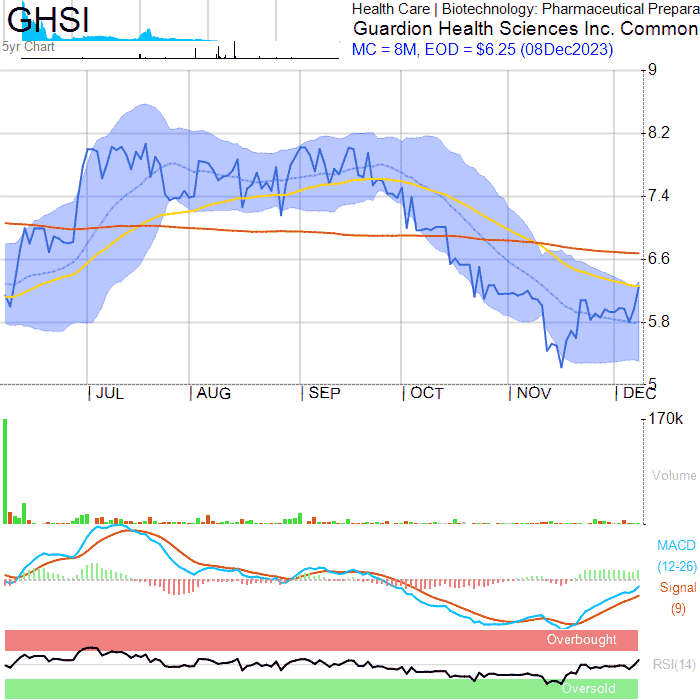 GHSI
5yr Chart
Health Care | Biotechnology: Pharmaceutical Prepara
Guardion Health Sciences Inc. Common
MC = 8M, EOD = $6.25 (08Dec2023)
9
8.2
7.4
6.6
5.8
5
JUL AUG SEP OCT NOV DEC
170k
Volume
MACD
(12-26)
Signal
(9)
Overbought
RSI(14)
Oversold